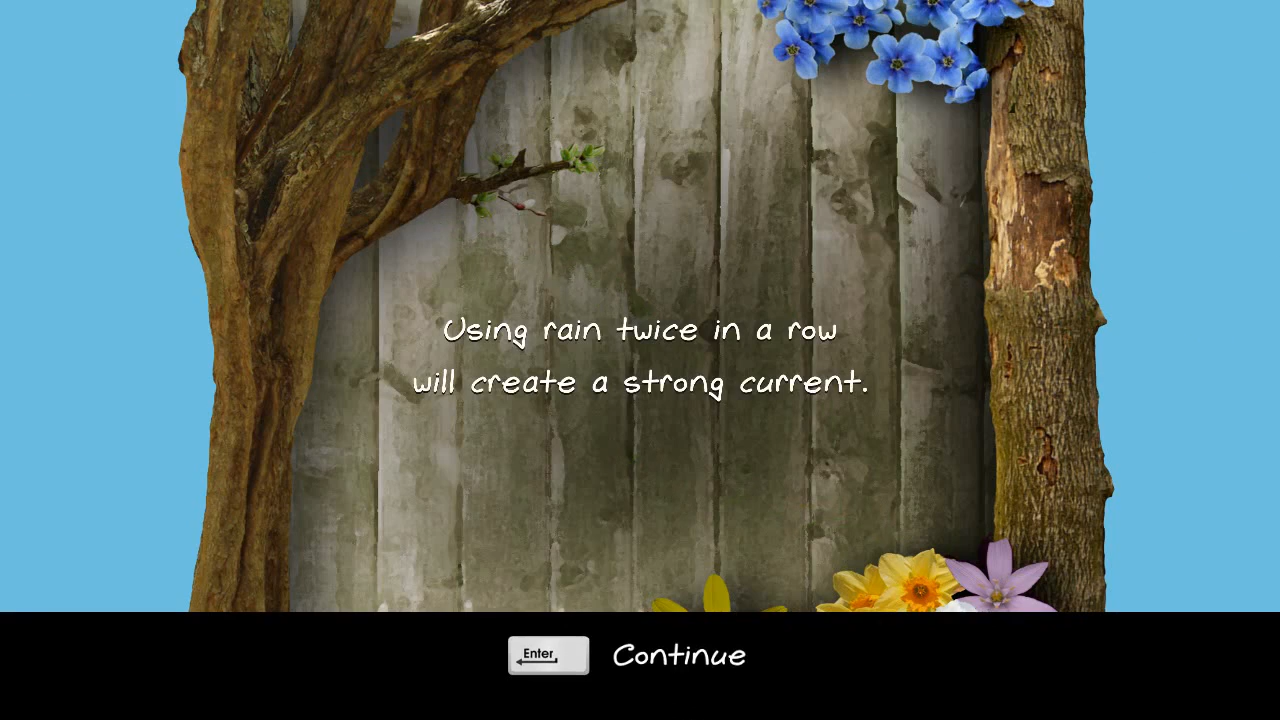 Using rain twice in a row
will create a strong current.
Enter Continue